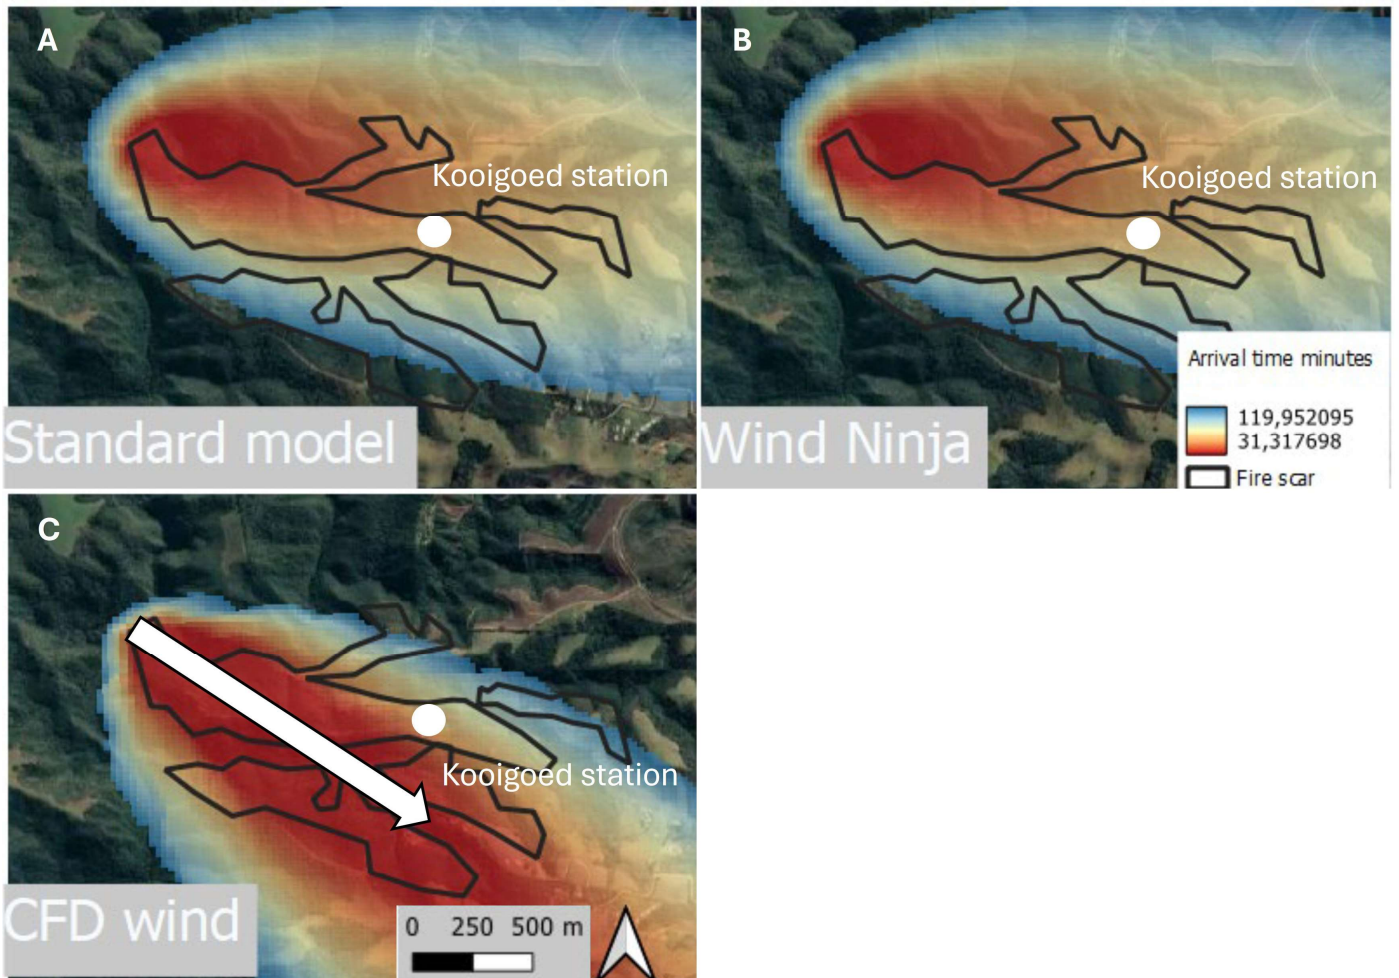 A
Kooigoed station
Standard model
B
Kooigoed station
Wind Ninja
Arrival time minutes
119,952095
31,317698
Fire scar
C
Kooigoed station
CFD wind
0 250 500 m